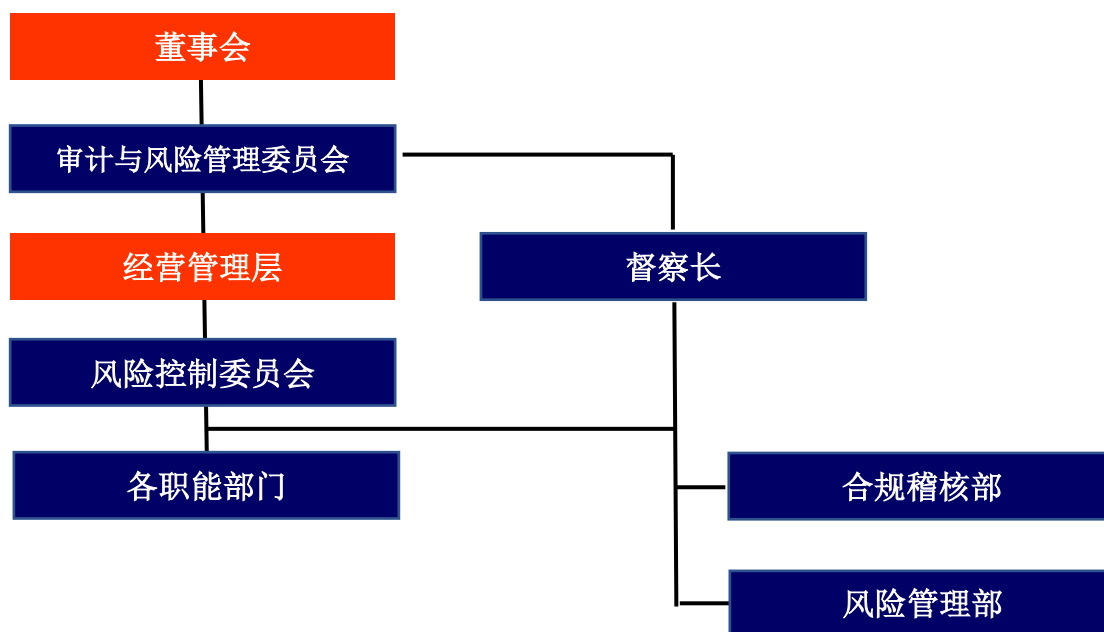 董事会
审计与风险管理委员会
经营管理层
督察长
风险控制委员会
各职能部门
合规稽核部
风险管理部